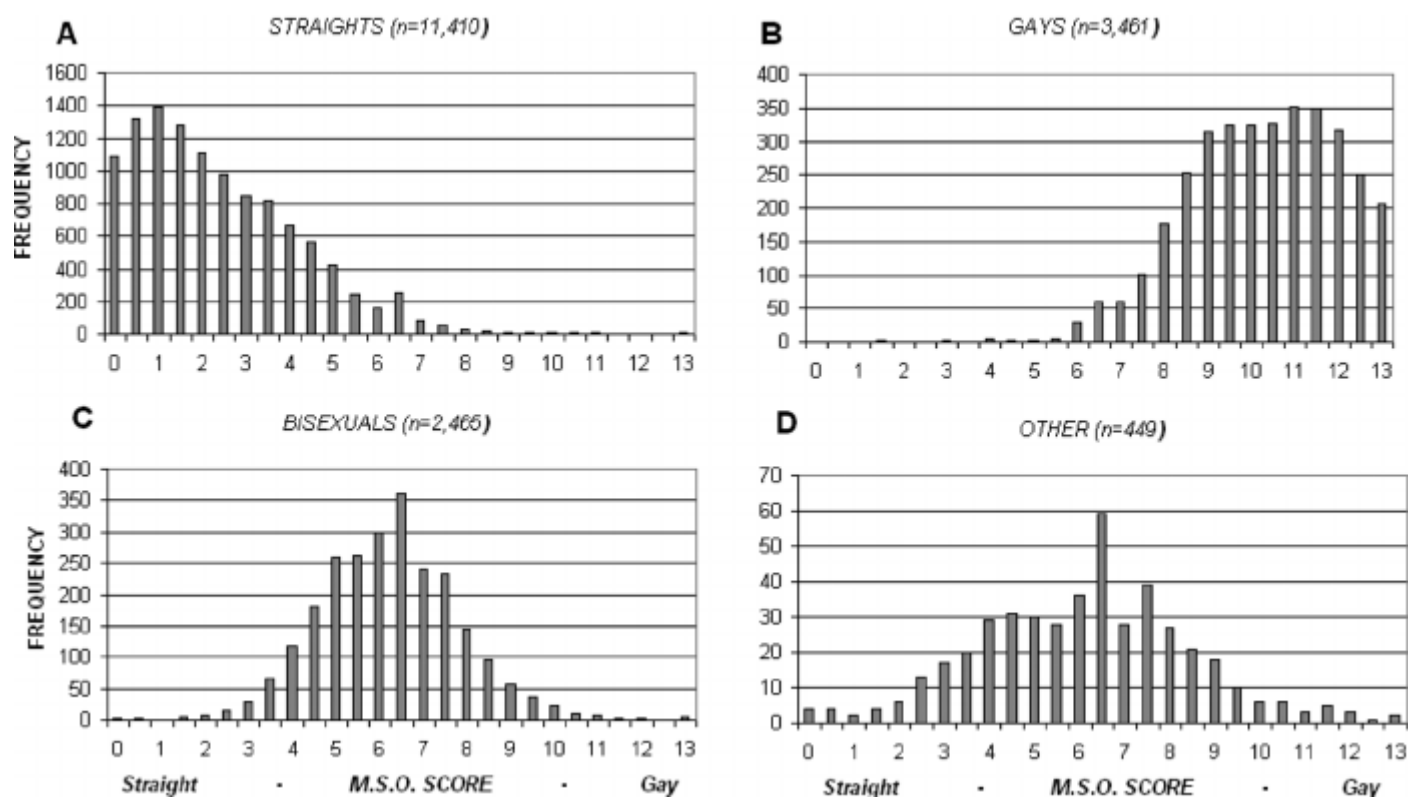 A
STRAIGHTS (n=11,410)
FREQUENCY
1600
1400
1200
1000
800
600
400
200
0
0 1 2 3 4 5 6 7 8 9 10 11 12 13
B
GAYS (n=3,461)
400
350
300
250
200
150
100
50
0
0 1 2 3 4 5 6 7 8 9 10 11 12 13
C
BISEXUALS (n=2,465)
FREQUENCY
400
350
300
250
200
150
100
50
0
0 1 2 3 4 5 6 7 8 9 10 11 12 13
Straight - M.S.O. SCORE - Gay
D
OTHER (n=449)
70
60
50
40
30
20
10
0
0 1 2 3 4 5 6 7 8 9 10 11 12 13
Straight - M.S.O. SCORE - Gay